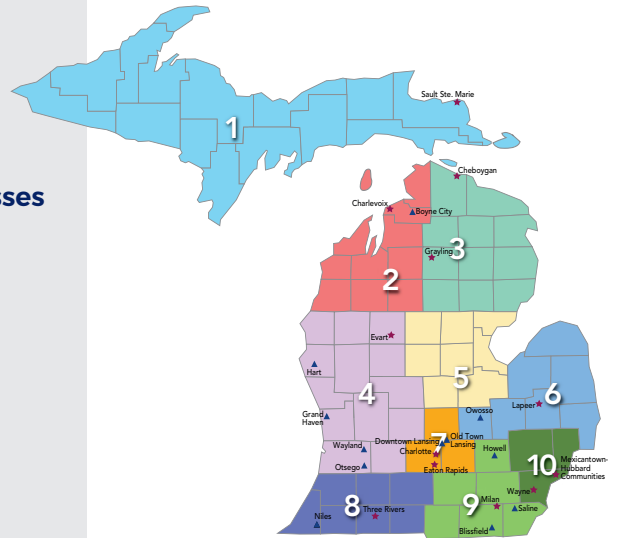 sses
1
Sault Ste. Marie
Cheboygan
Charlevoix
Boyne City
Grayling
3
2
Evart
Hart
4
5
6
Lapeer
Grand
Haven
Owosso
7
Downtown Lansing
Old Town
Lansing
Wayland
Charlotte
Howell
Otsego
Eaton Rapids
10
Mexicantown-
Hubbard
Communities
8
Three Rivers
Niles
9
Milan
Wayne
Saline
Blissfield